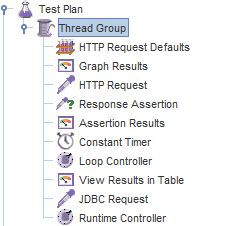 Test Plan
Thread Group
HTTP Request Defaults
Graph Results
HTTP Request
Response Assertion
Assertion Results
Constant Timer
Loop Controller
View Results in Table
JDBC Request
Runtime Controller